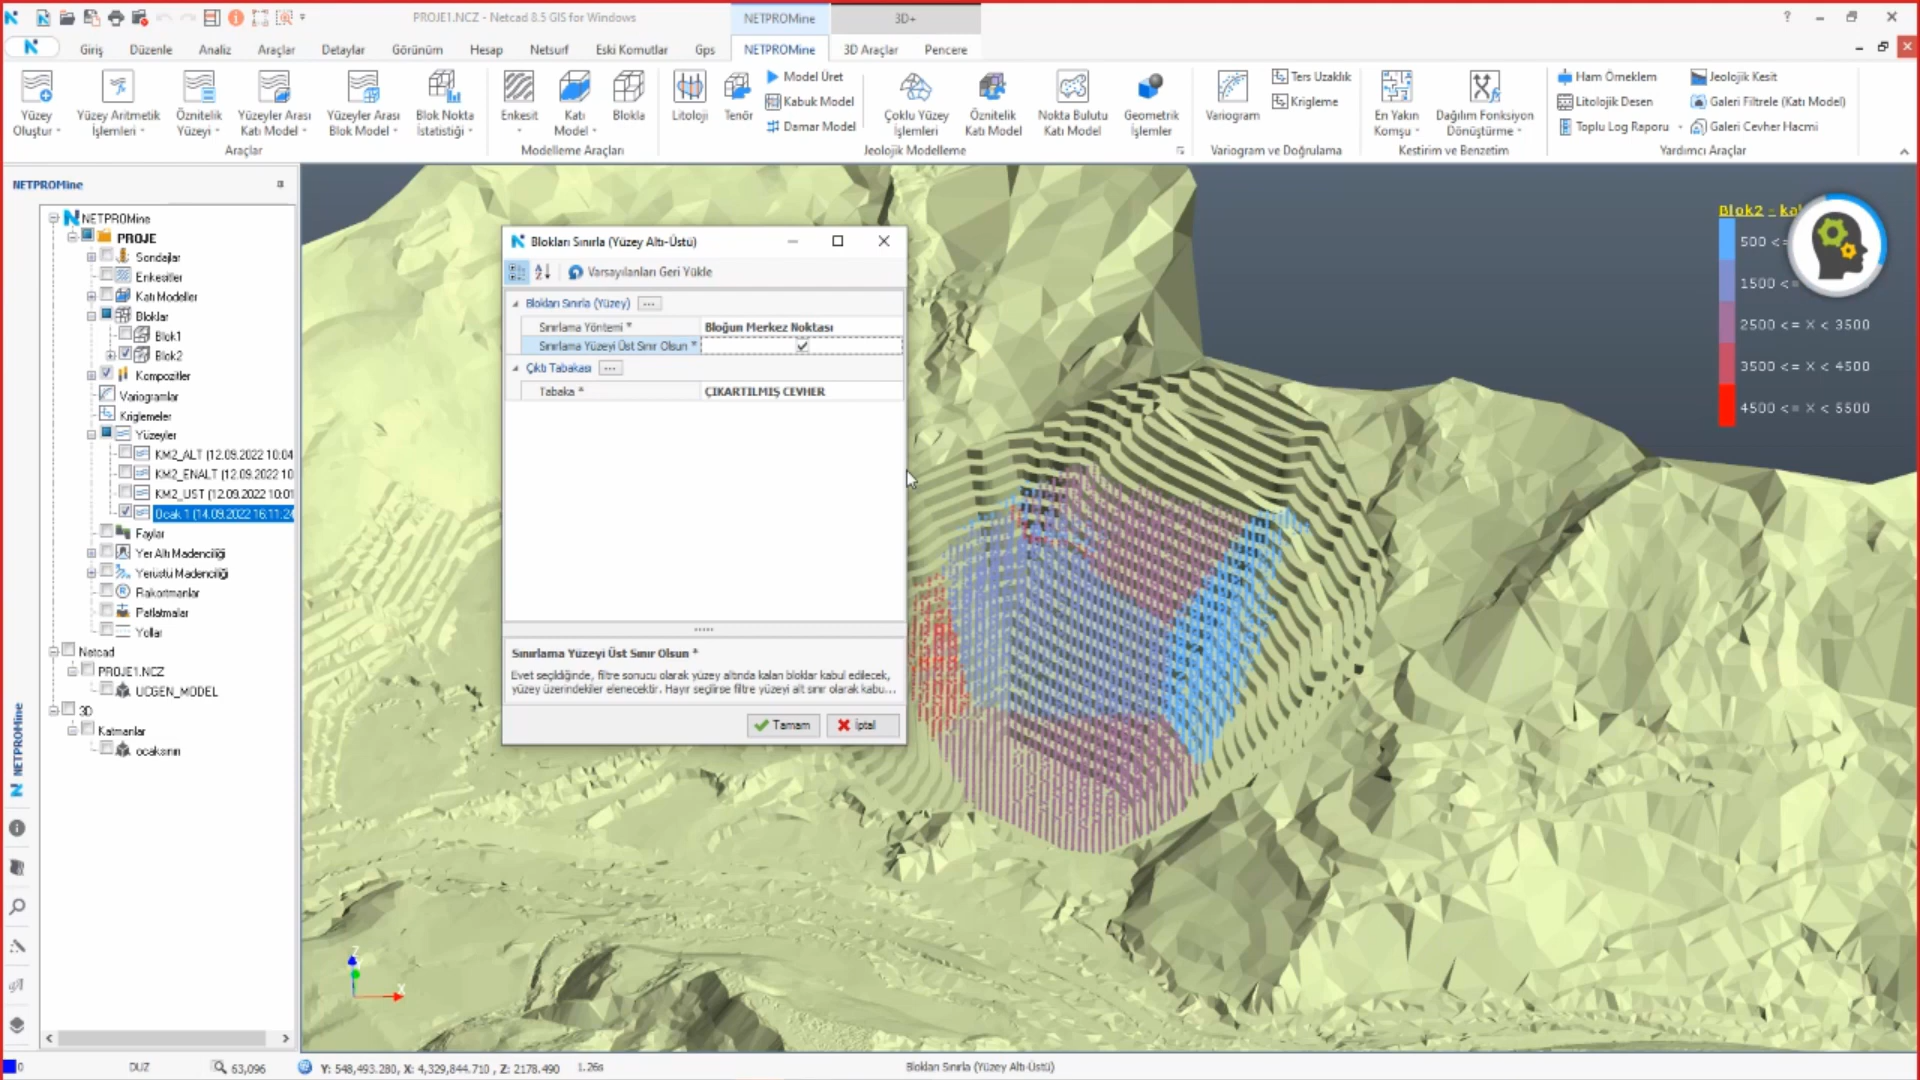 PROJE1.NCZ - Netcad 8.5 GIS for Windows
NETPROMine
3D+
Giriş
Düzenle
Analiz
Araçlar
Detaylar
Görünüm
Hesap
Netsurf
Eski Komutlar
Gps
NETPROMine
3D Araçlar
Pencere
Yüzey Oluştur
Yüzey Aritmetik İşlemleri
Öznitelik Yüzeyi
Yüzeyler Arası Katı Model
Yüzeyler Arası Blok Model
Blok Nokta İstatistiği
Araçlar
Enkesit
Katı Model
Blokla
Modelleme Araçları
Litoloji
Tenör
Model Üret
Kabuk Model
Damar Model
Çoklu Yüzey İşlemleri
Öznitelik Katı Model
Nokta Bulutu Katı Model
Geometrik İşlemler
Jeolojik Modelleme
Variogram
Ters Uzaklık
Krigleme
Variogram ve Doğrulama
En Yakın Komşu
Dağılım Fonksiyon Dönüştürme
Kestirim ve Benzetim
Ham Örneklem
Litolojik Desen
Toplu Log Raporu
Jeolojik Kesit
Galeri Filtrele (Katı Model)
Galeri Cevher Hacmi
Yardımcı Araçlar
NETPROMine
NETPROMine
PROJE
Sondajlar
Enkesitler
Katı Modeller
Bloklar
Blok1
Blok2
Kompozitler
Variogramlar
Kriglemeler
Yüzeyler
KM2_ALT (12.09.2022 10:04
KM2_ENALT (12.09.2022 10
KM2_UST (12.09.2022 10:01
Ocak 1 (14.09.2022 16:11:24
Faylar
Yer Altı Madenciliği
Yerüstü Madenciliği
Rakortmanlar
Patlatmalar
Yollar
Netcad
PROJE1.NCZ
UCGEN_MODEL
3D
Katmanlar
ocaksınırı
NETPROMine
Blokları Sınırla (Yüzey Altı-Üstü)
Varsayılanları Geri Yükle
Blokları Sınırla (Yüzey)
Sınırlama Yöntemi *
Bloğun Merkez Noktası
Sınırlama Yüzeyi Üst Sınır Olsun *
Çıktı Tabakası
Tabaka *
ÇIKARTILMIŞ CEVHER
Sınırlama Yüzeyi Üst Sınır Olsun *
Evet seçildiğinde, filtre sonucu olarak yüzey altında kalan bloklar kabul edilecek,
yüzey üzerindekiler elenecektir. Hayır seçilirse filtre yüzeyi alt sınır olarak kabu...
Tamam
İptal
Blok2 - ka
500 <=
1500 <=
2500 <= X < 3500
3500 <= X < 4500
4500 <= X < 5500
Z
X
0
DUZ
63,096
Y: 548,493.280, X: 4,329,844.710 , Z: 2178.490
1.26s
Blokları Sınırla (Yüzey Altı-Üstü)